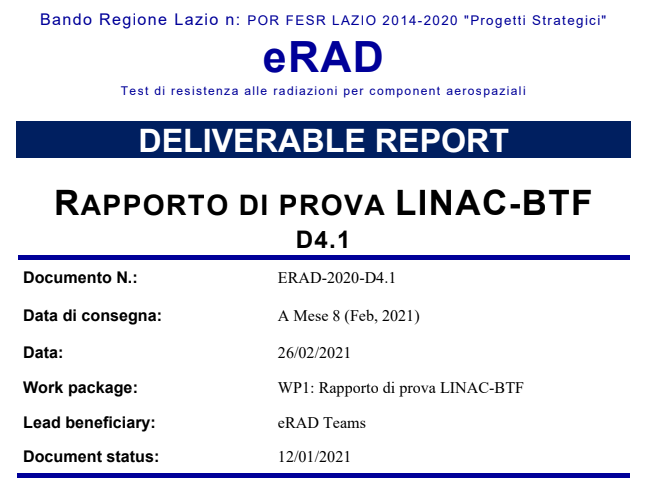 Bando Regione Lazio n: POR FESR LAZIO 2014-2020 "Progetti Strategici"
eRAD
Test di resistenza alle radiazioni per component aerospaziali
DELIVERABLE REPORT
RAPPORTO DI PROVA LINAC-BTF
D4.1
Documento N.: ERAD-2020-D4.1
Data di consegna: A Mese 8 (Feb, 2021)
Data: 26/02/2021
Work package: WP1: Rapporto di prova LINAC-BTF
Lead beneficiary: eRAD Teams
Document status: 12/01/2021